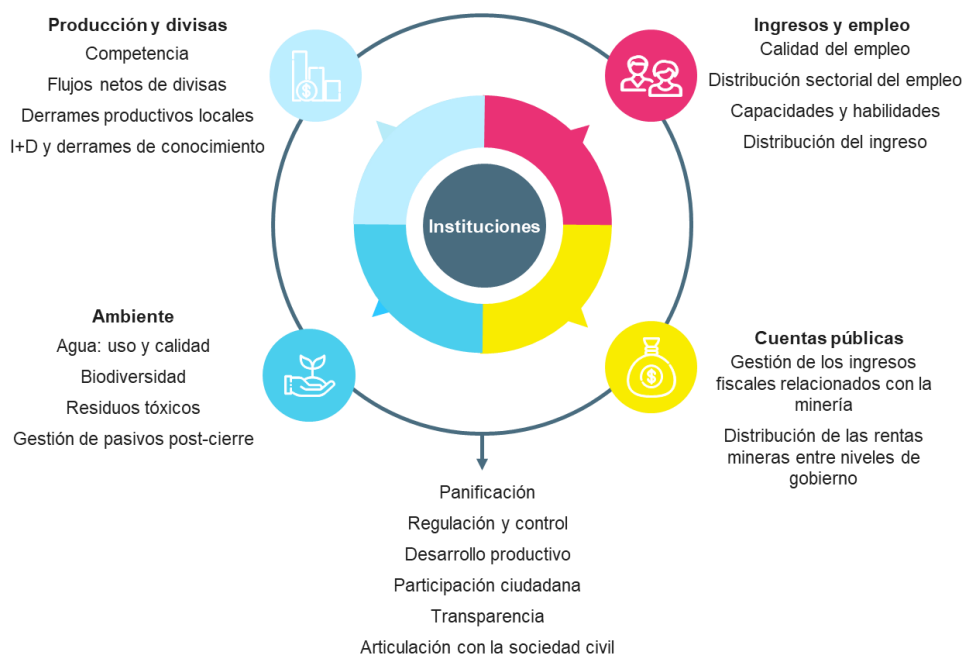 Producción y divisas
Competencia
Flujos netos de divisas
Derrames productivos locales
I+D y derrames de conocimiento
Ingresos y empleo
Calidad del empleo
Distribución sectorial del empleo
Capacidades y habilidades
Distribución del ingreso
Instituciones
Ambiente
Agua: uso y calidad
Biodiversidad
Residuos tóxicos
Gestión de pasivos post-cierre
Cuentas públicas
Gestión de los ingresos
fiscales relacionados con la
minería
Distribución de las rentas
mineras entre niveles de
gobierno
Panificación
Regulación y control
Desarrollo productivo
Participación ciudadana
Transparencia
Articulación con la sociedad civil